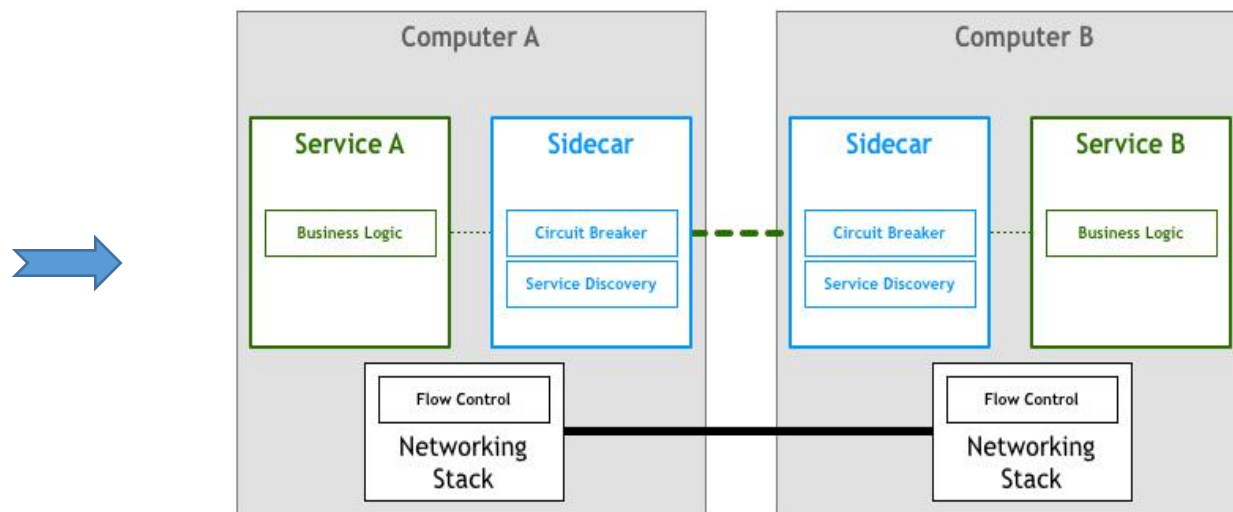 Computer A
Computer B
Service A
Sidecar
Sidecar
Service B
Business Logic
Circuit Breaker
Circuit Breaker
Business Logic
Service Discovery
Service Discovery
Flow Control
Flow Control
Networking
Stack
Networking
Stack